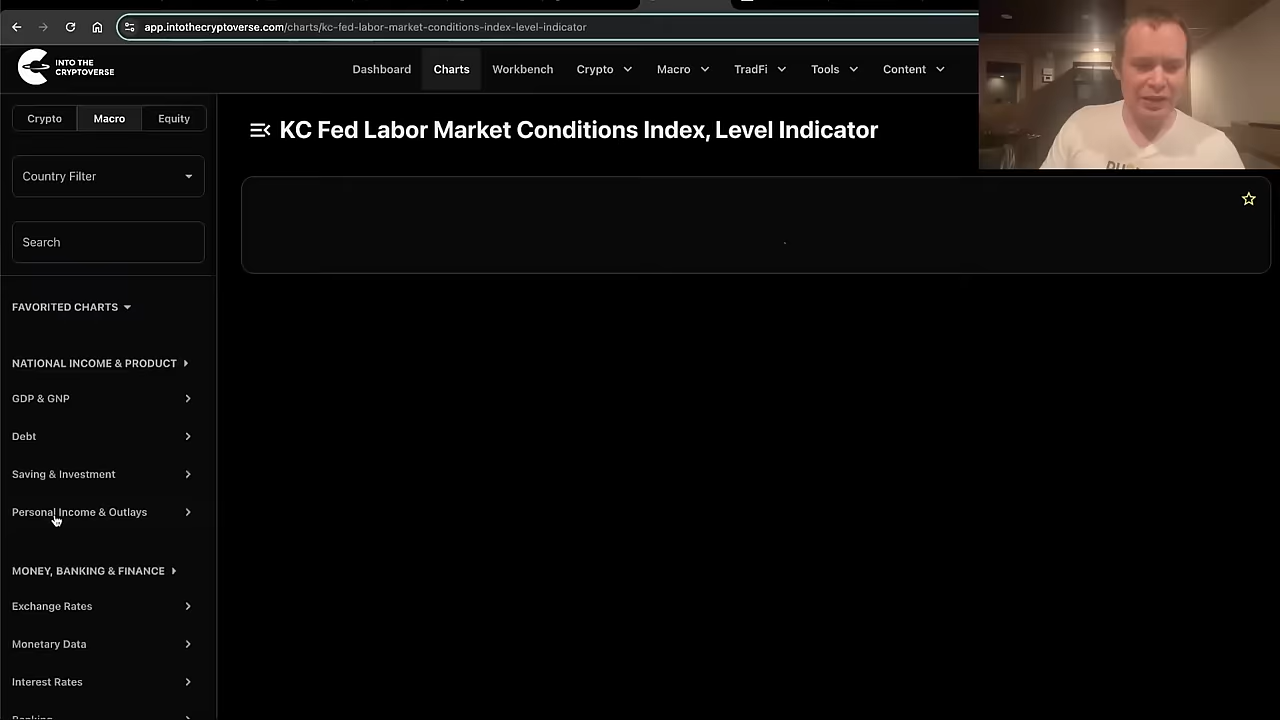 app.intothecryptoverse.com/charts/kc-fed-labor-market-conditions-index-level-indicator
INTO THE
CRYPTOVERSE
Dashboard
Charts
Workbench
Crypto
Macro
TradFi
Tools
Content
Crypto
Macro
Equity
KC Fed Labor Market Conditions Index, Level Indicator
Country Filter
Search
FAVORITED CHARTS
NATIONAL INCOME & PRODUCT
GDP & GNP
Debt
Saving & Investment
Personal Income & Outlays
MONEY, BANKING & FINANCE
Exchange Rates
Monetary Data
Interest Rates